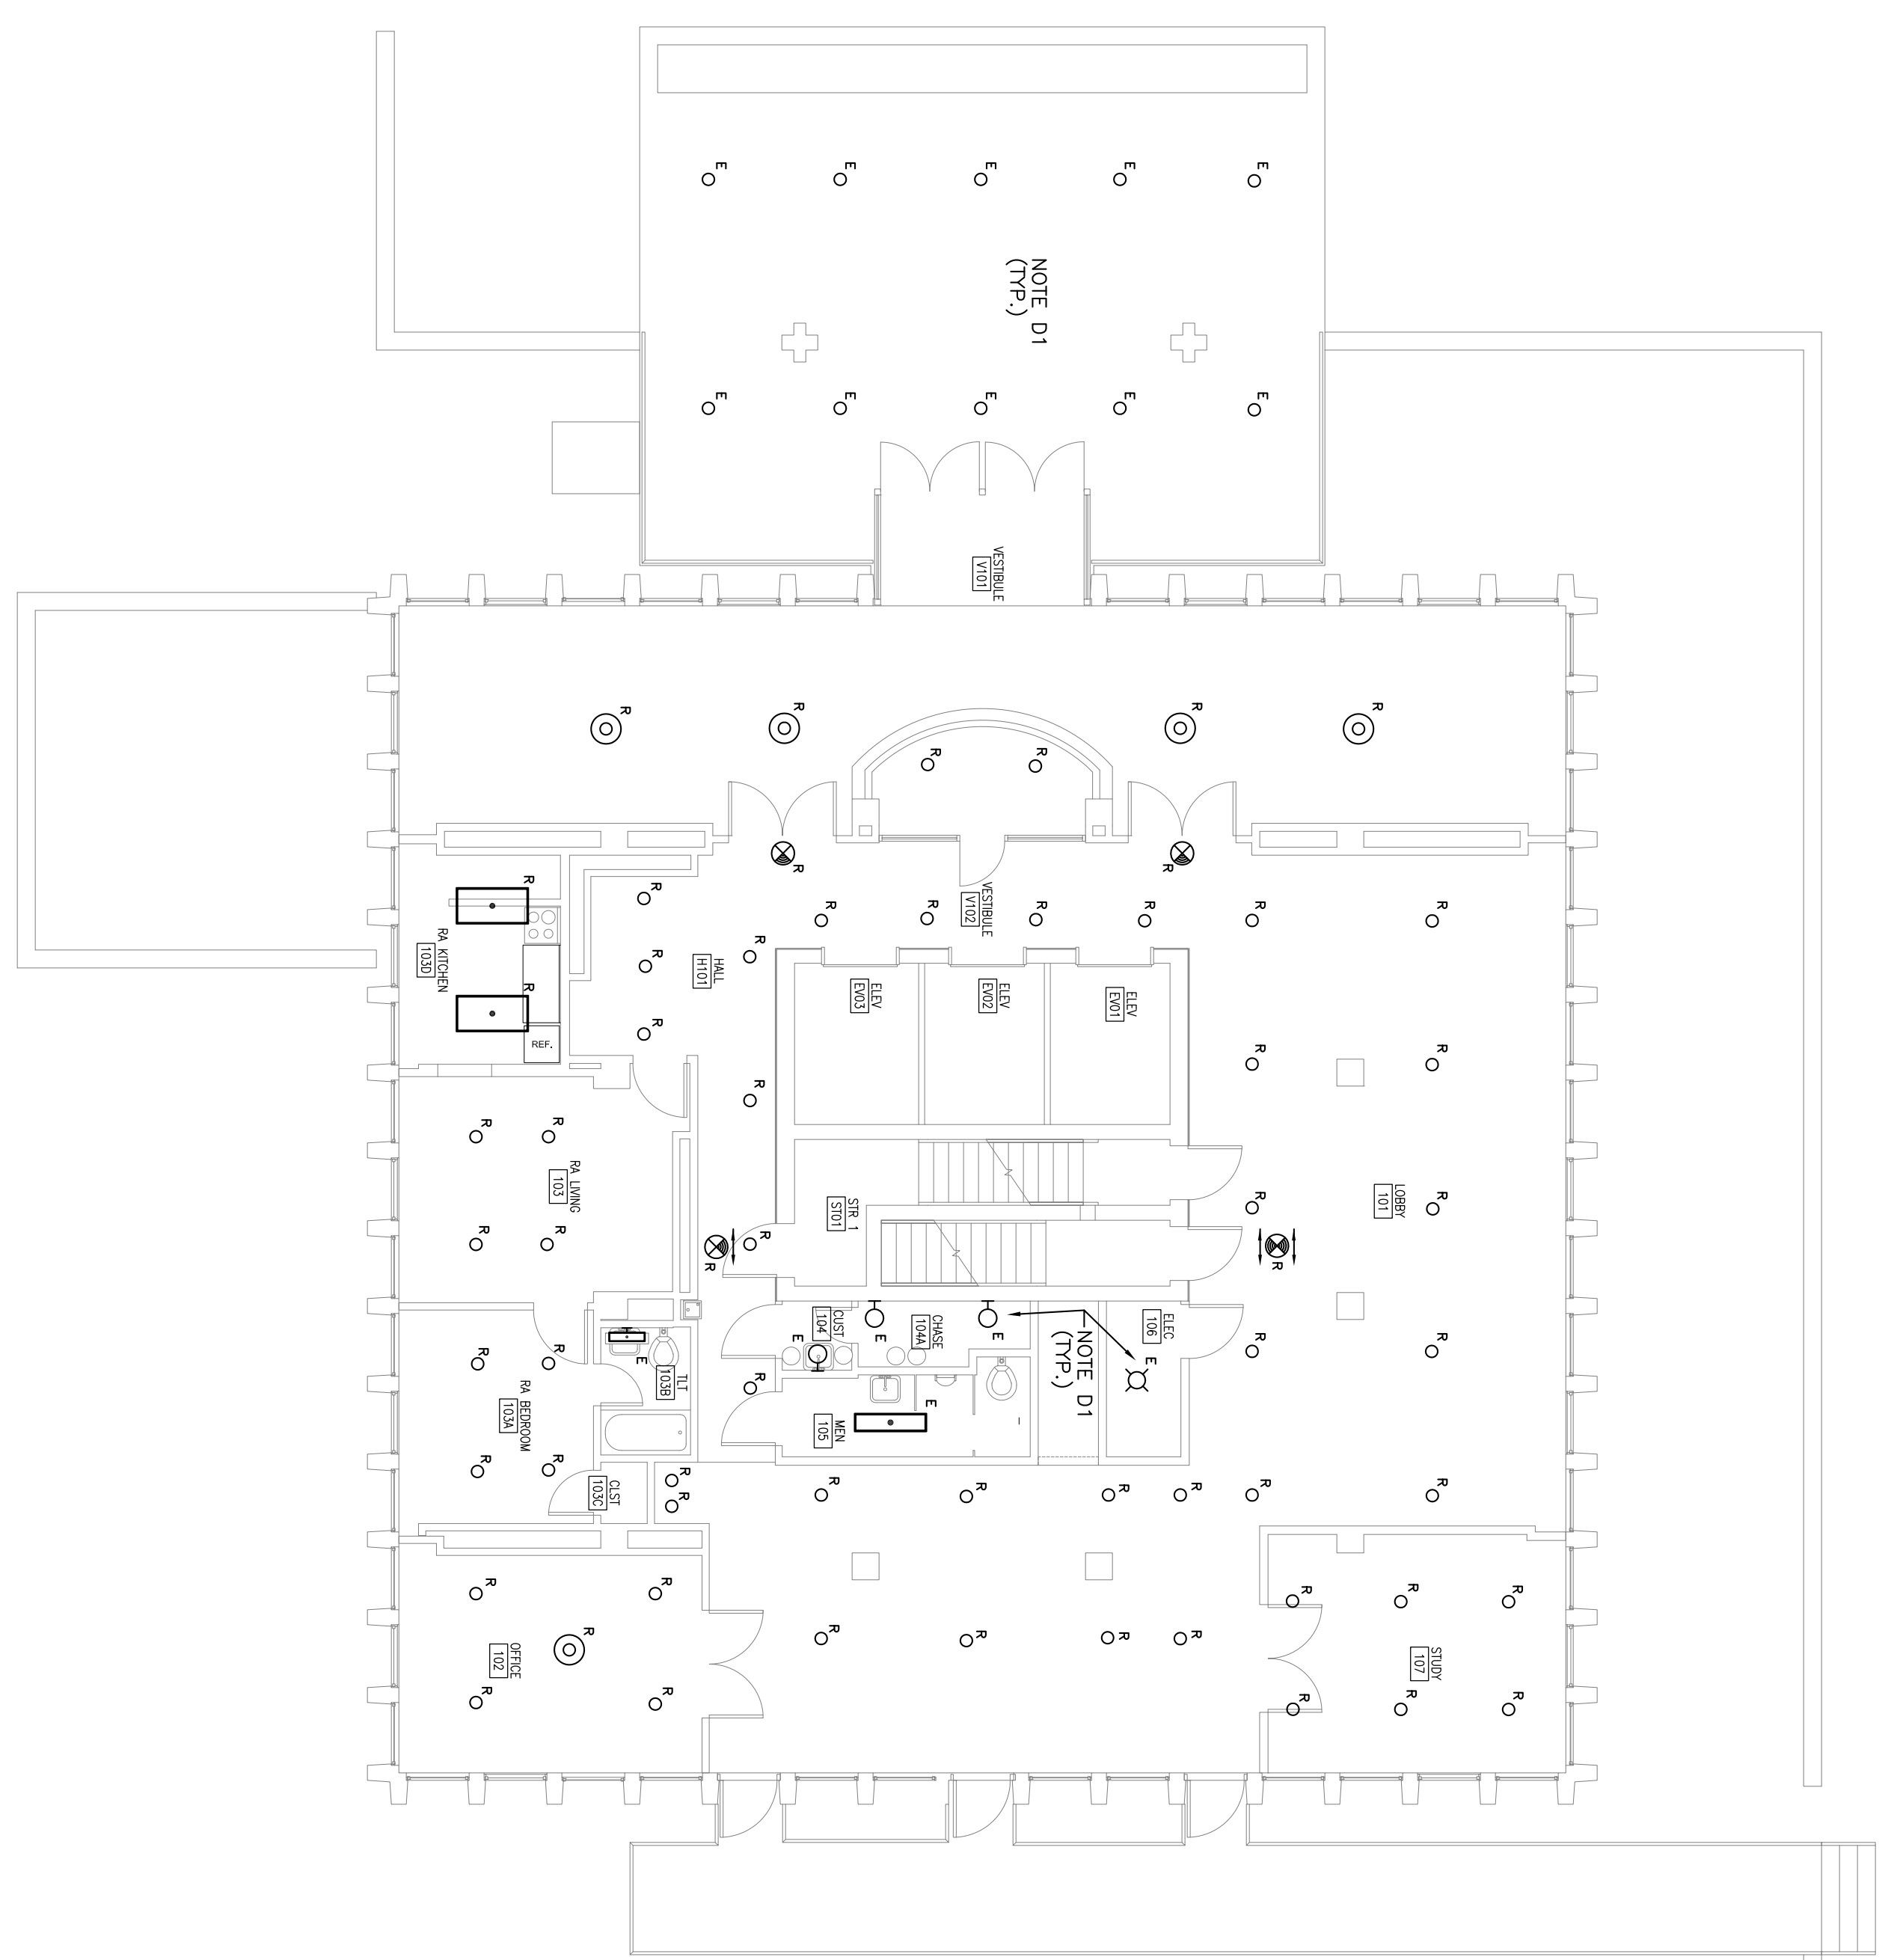 R
R
R
R
R
R
R
STUDY
107
R
R
LOBBY
101
R
R
R
R
E
E
R
R
R
R
R
R
R
R
R
ELEC
106
E
R
ELEV
EV01
E
E
R
R
NOTE D1
(TYP.)
NOTE D1
(TYP.)
R
R
VESTIBULE
V101
E
E
E
ELEV
EV02
VESTIBULE
V102
R
R
R
R
CHASE
104A
E
E
ELEV
EV03
E
E
STR 1
ST01
CUST
104
MEN
105
R
R
R
R
R
E
R
R
R
R
E
E
HALL
H101
R
R
R
TLT
103B
R
R
R
R
R
E
R
CLST
103C
R
RA LIVING
103
R
R
R
R
R
R
REF.
RA BEDROOM
103A
OFFICE
102
R
R
R
R
R
R
RA KITCHEN
103D